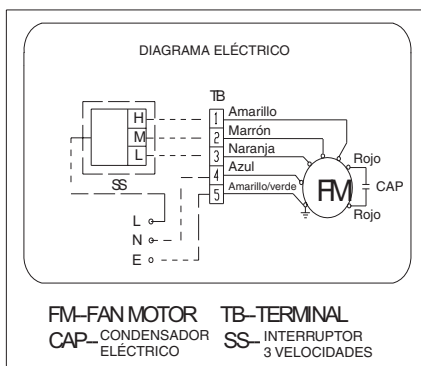 DIAGRAMA ELÉCTRICO
TB
H
M
L
SS
1 Amarillo
2 Marrón
3 Naranja
4 Azul
5 Amarillo/verde
FM
Rojo
CAP
Rojo
L
N
E
FM--FAN MOTOR TB--TERMINAL
CAP-- CONDENSADOR ELÉCTRICO
SS-- INTERRUPTOR 3 VELOCIDADES